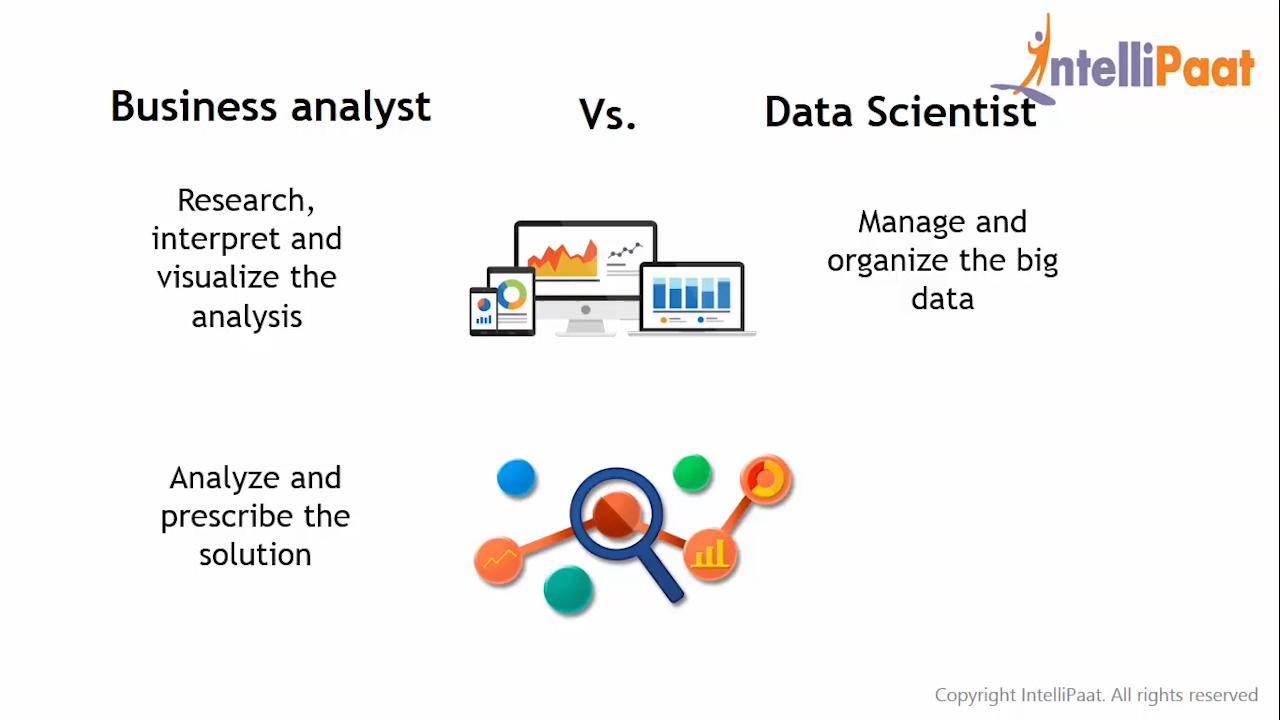 IntelliPaat
Business analyst
Vs.
Data Scientist
Research,
interpret and
visualize the
analysis
Manage and
organize the big
data
Analyze and
prescribe the
solution
Copyright IntelliPaat. All rights reserved